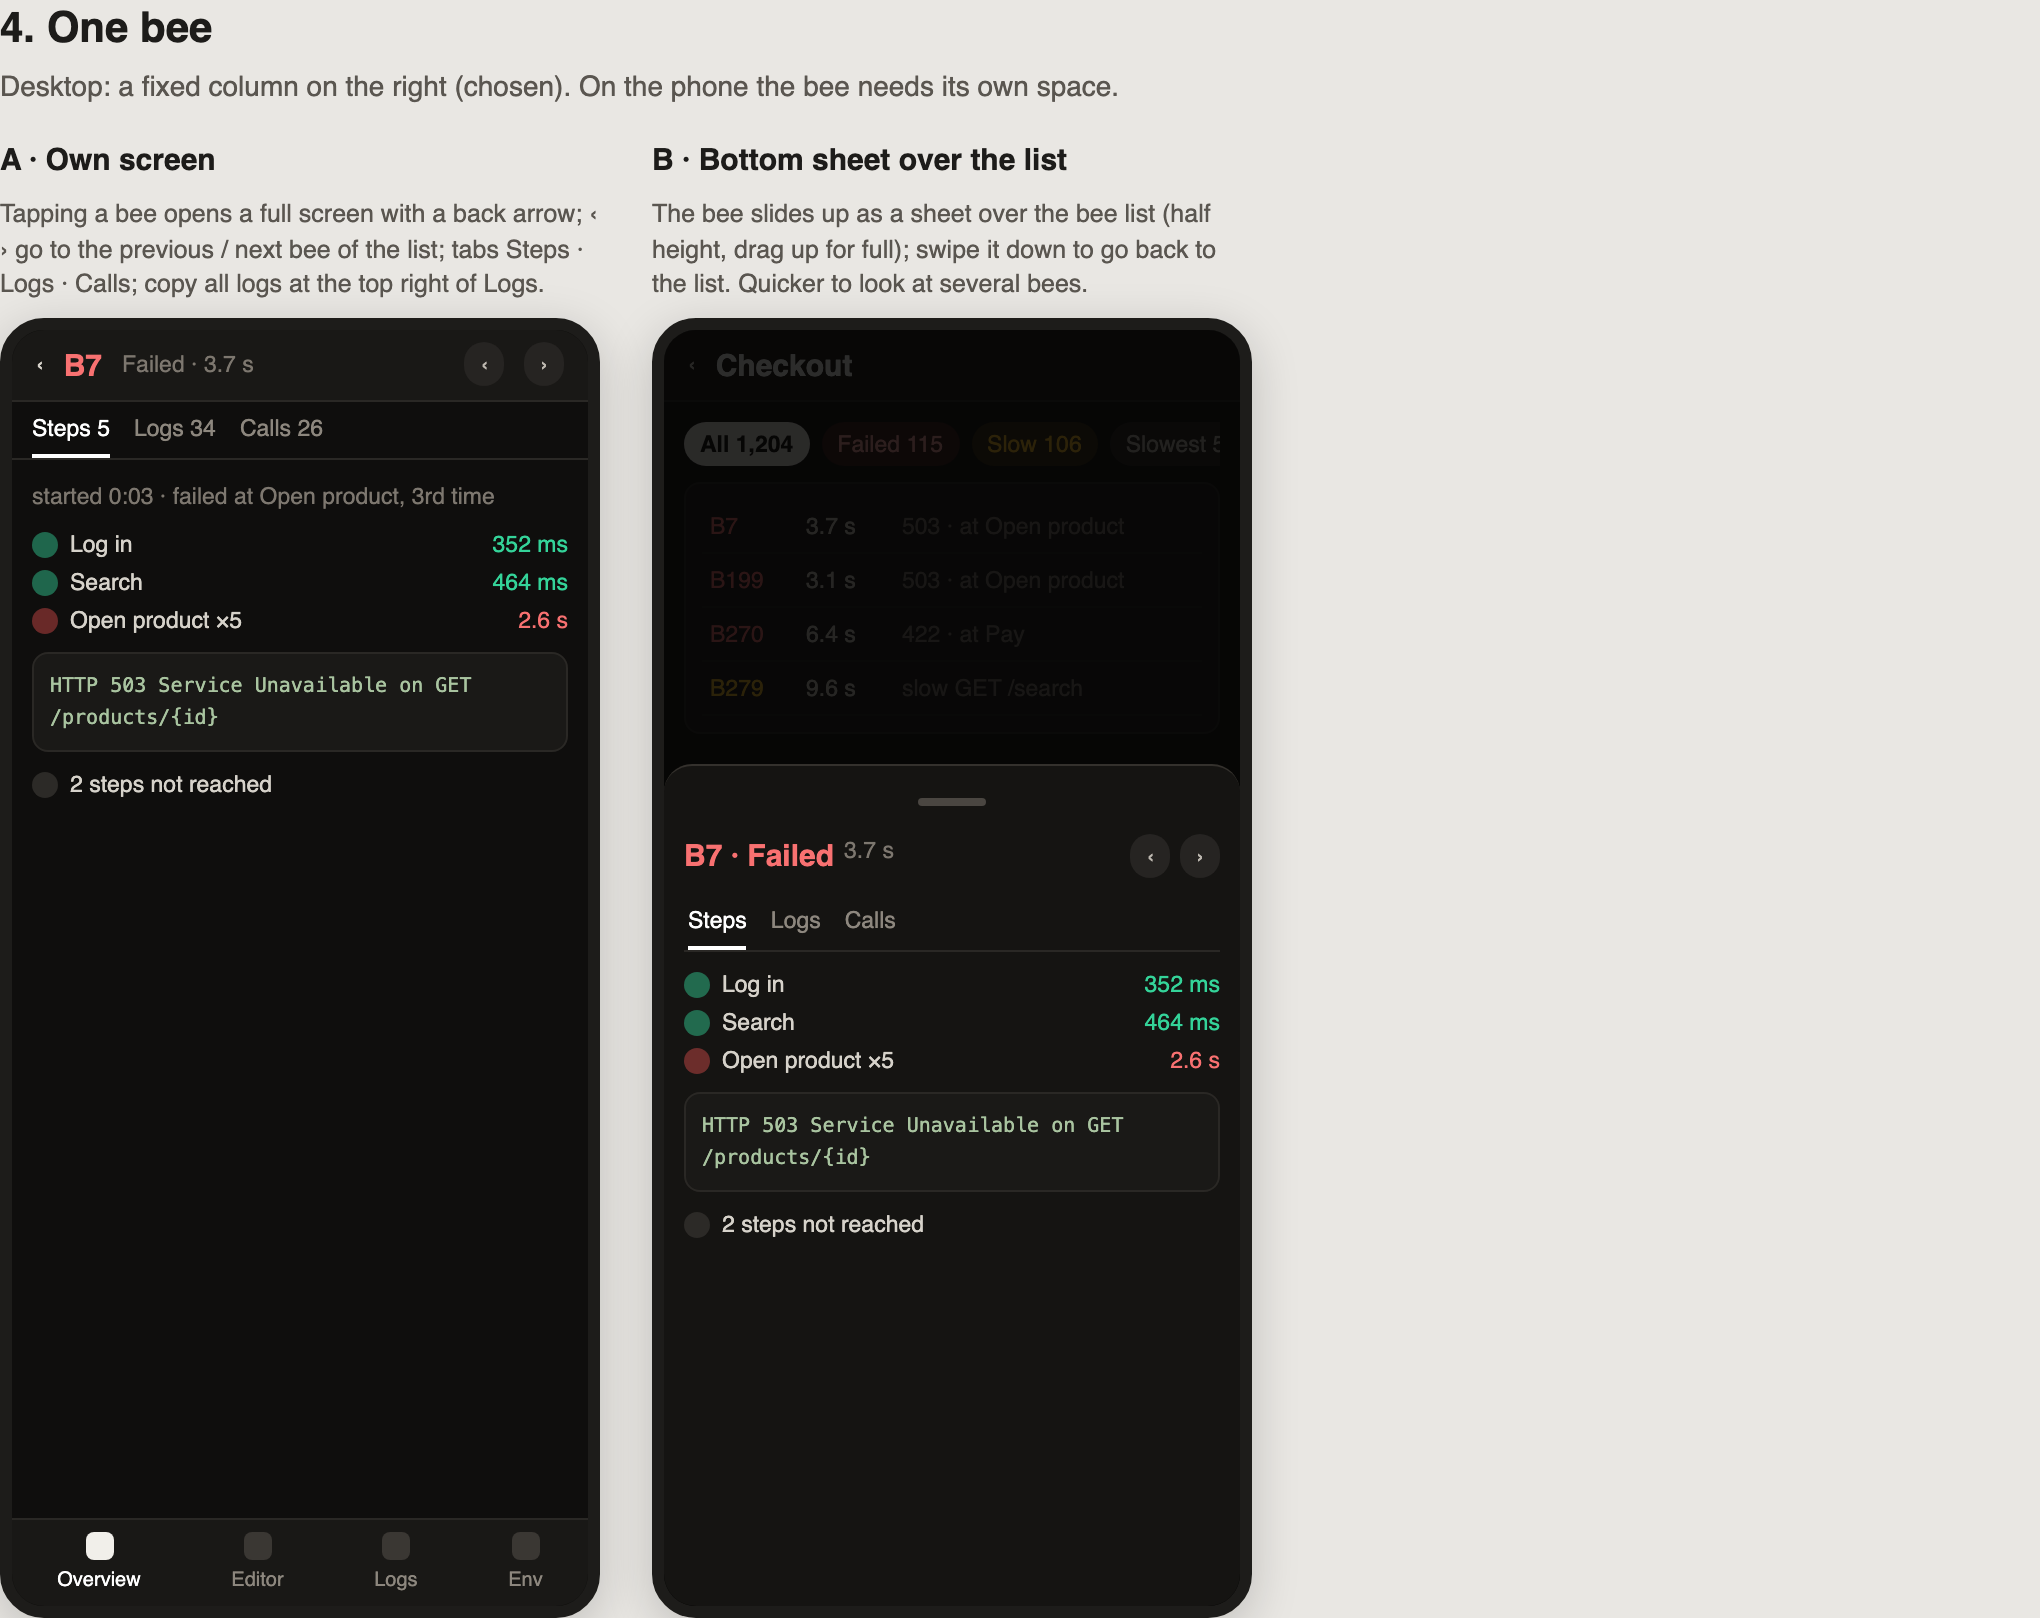 4. One bee
Desktop: a fixed column on the right (chosen). On the phone the bee needs its own space.
A · Own screen
Tapping a bee opens a full screen with a back arrow; ‹
› go to the previous / next bee of the list; tabs Steps ·
Logs · Calls; copy all logs at the top right of Logs.
‹ B7 Failed · 3.7 s ‹ ›
Steps 5 Logs 34 Calls 26
started 0:03 · failed at Open product, 3rd time
Log in 352 ms
Search 464 ms
Open product ×5 2.6 s
HTTP 503 Service Unavailable on GET
/products/{id}
2 steps not reached
Overview Editor Logs Env
B · Bottom sheet over the list
The bee slides up as a sheet over the bee list (half
height, drag up for full); swipe it down to go back to
the list. Quicker to look at several bees.
‹ Checkout
All 1,204 Failed 115 Slow 106 Slowest 5
B7 3.7 s 503 · at Open product
B199 3.1 s 503 · at Open product
B270 6.4 s 422 · at Pay
B279 9.6 s slow GET /search
B7 · Failed 3.7 s ‹ ›
Steps Logs Calls
Log in 352 ms
Search 464 ms
Open product ×5 2.6 s
HTTP 503 Service Unavailable on GET
/products/{id}
2 steps not reached